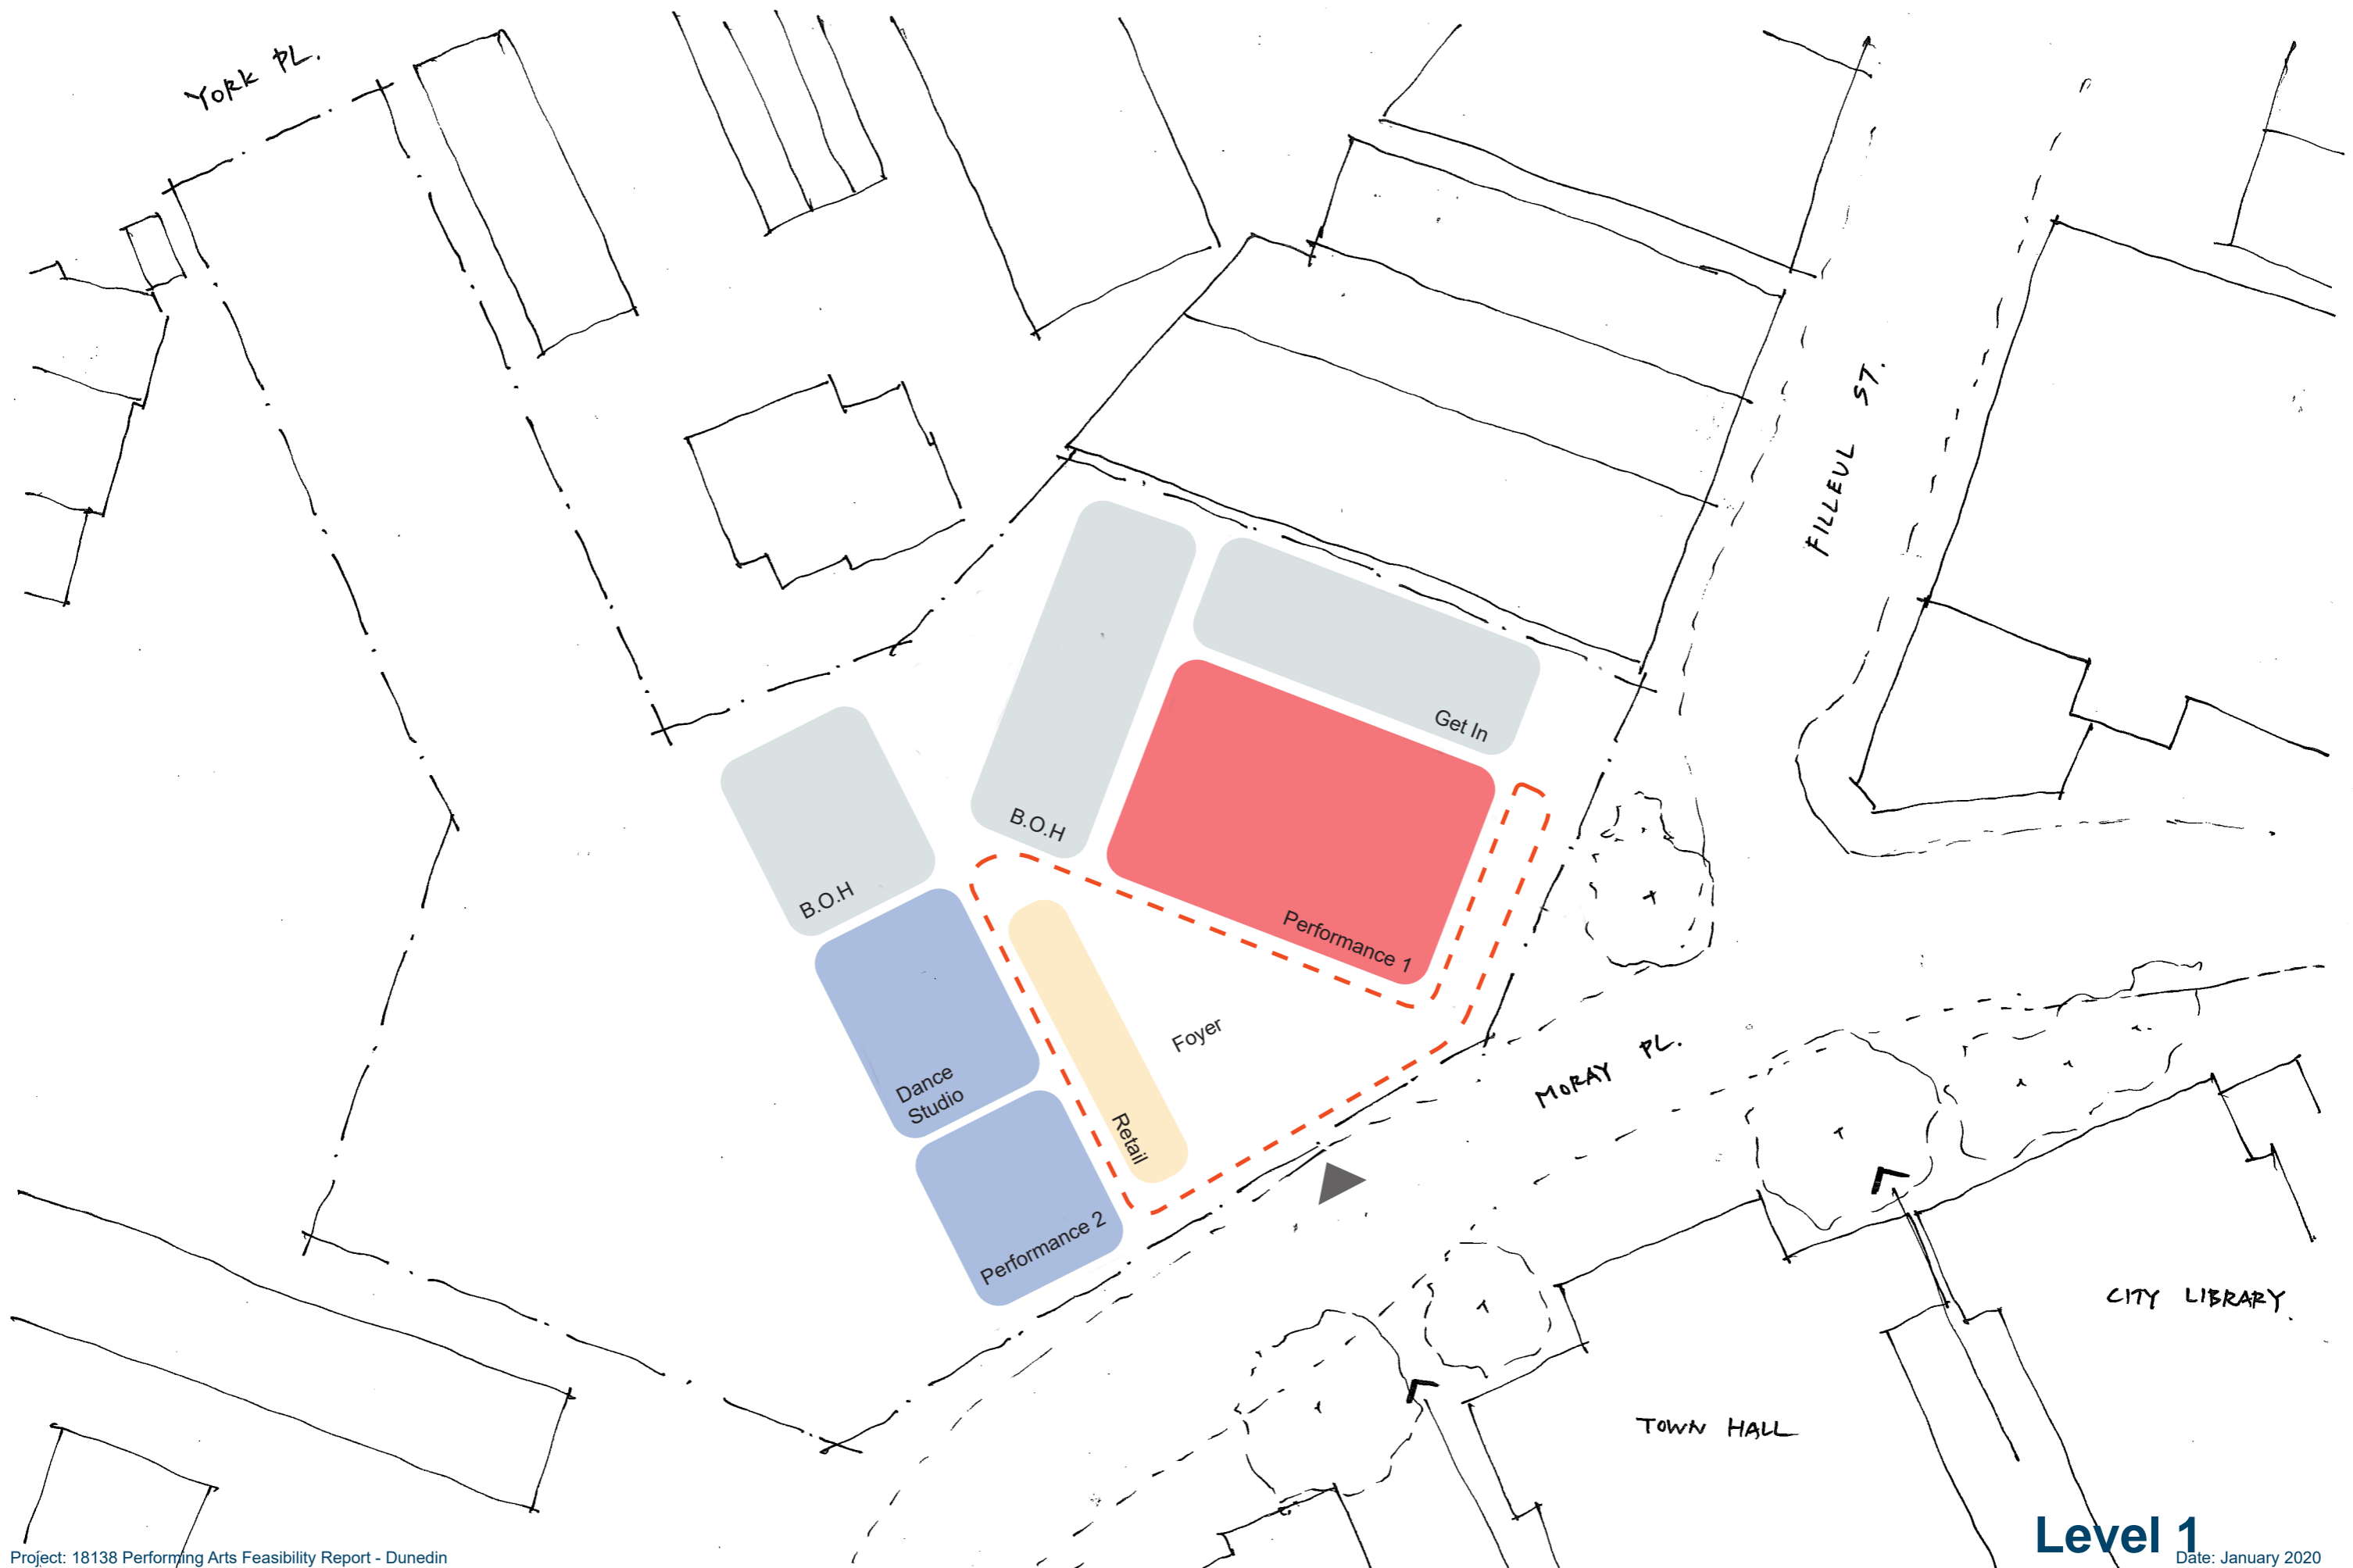 YORK PL.
FILLEUL ST.
Get In
B.O.H
B.O.H
Performance 1
Foyer
Dance
Studio
Retail
Performance 2
MORAY PL.
CITY LIBRARY.
TOWN HALL
Level 1
Project: 18138 Performing Arts Feasibility Report - Dunedin
Date: January 2020